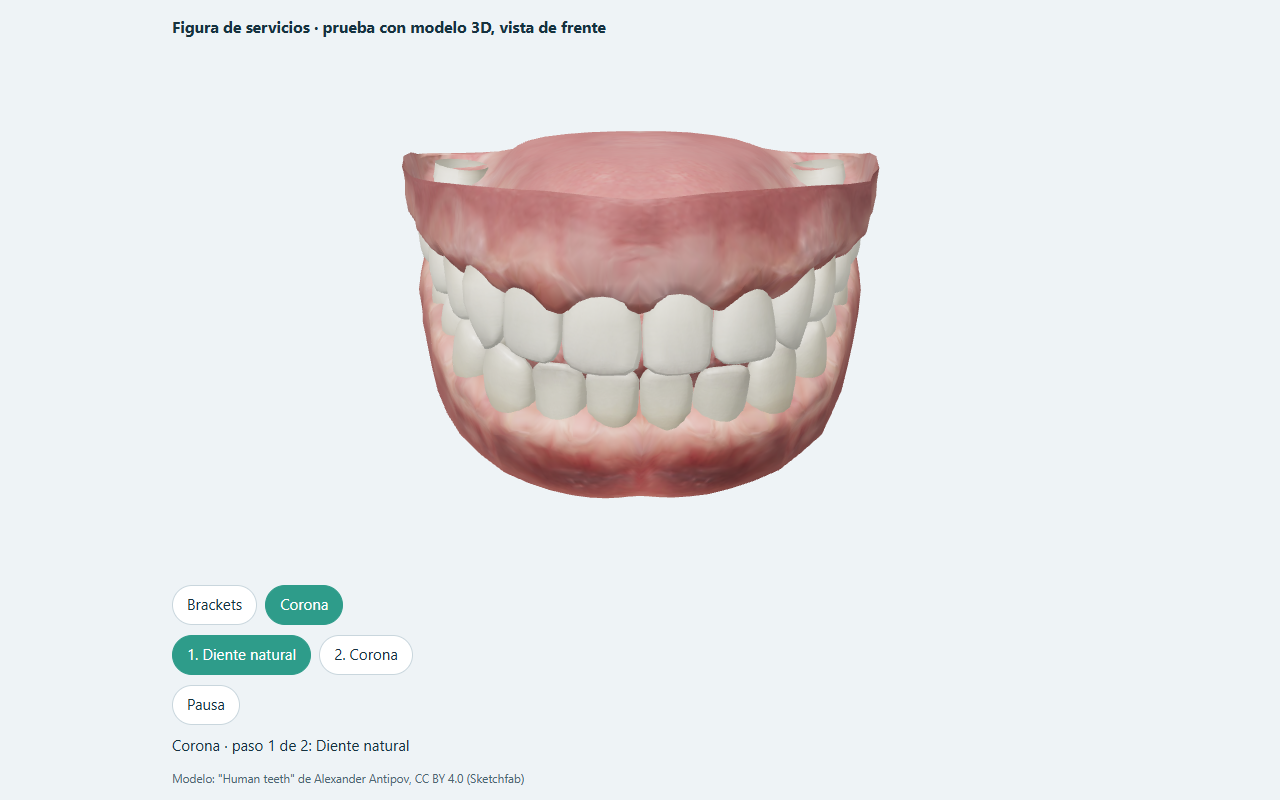 Figura de servicios · prueba con modelo 3D, vista de frente
Brackets Corona
1. Diente natural 2. Corona
Pausa
Corona · paso 1 de 2: Diente natural
Modelo: "Human teeth" de Alexander Antipov, CC BY 4.0 (Sketchfab)